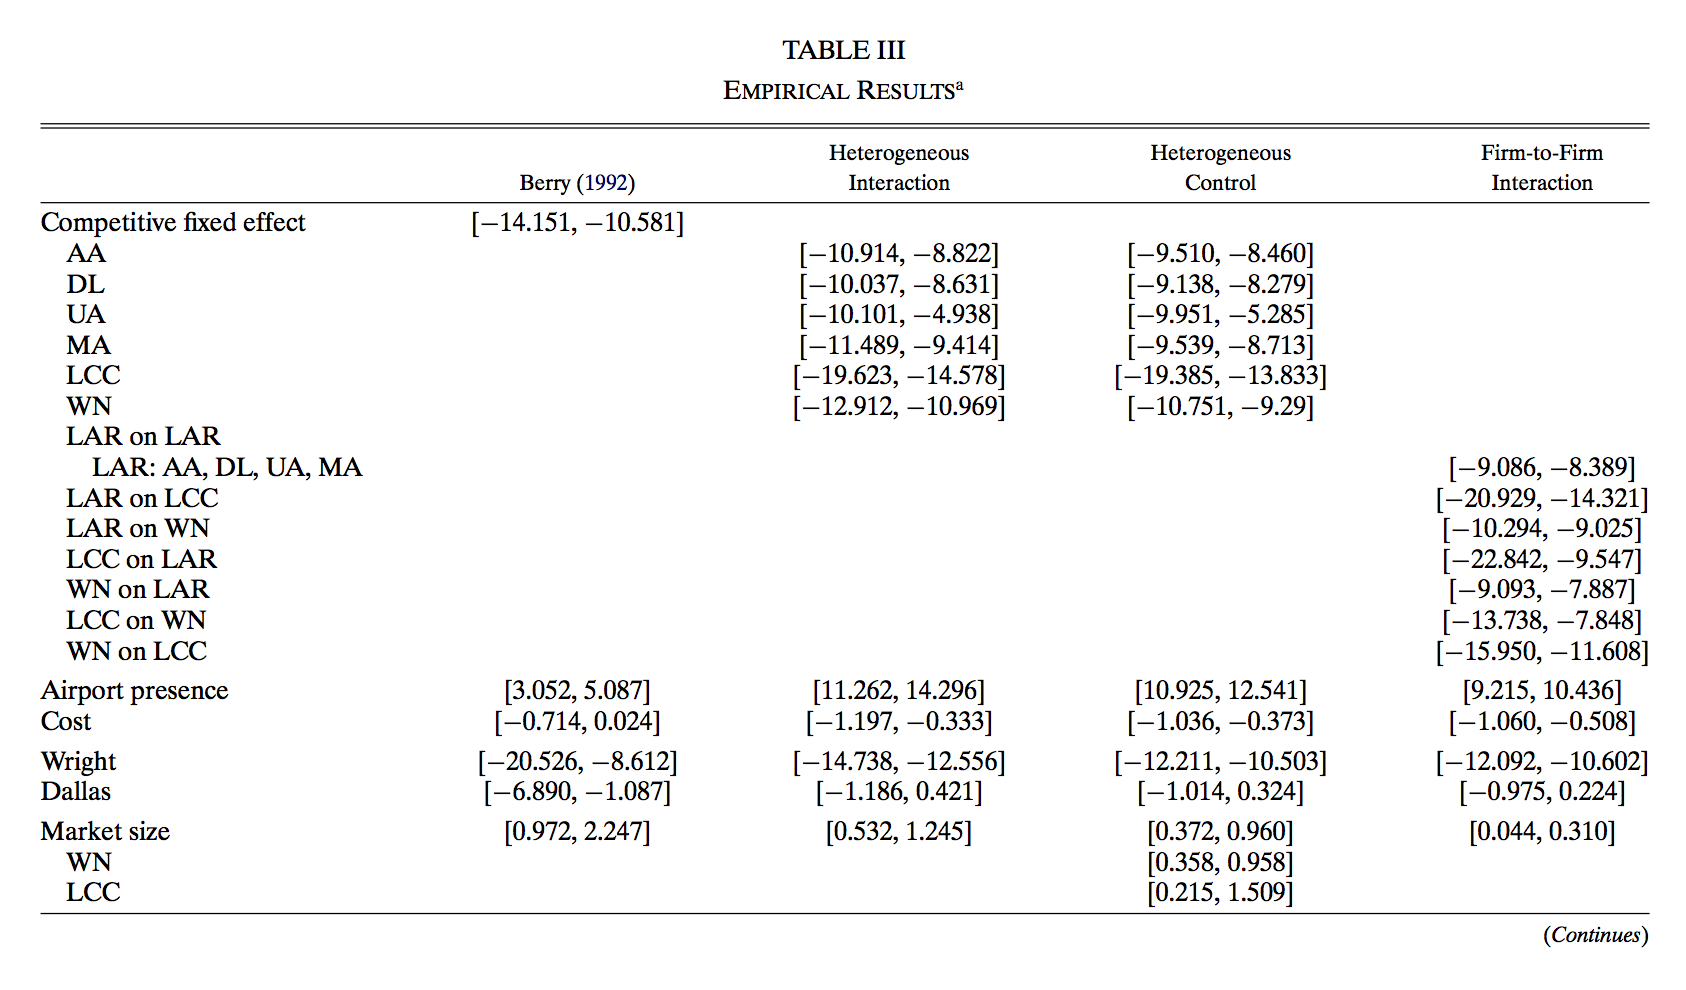 TABLE III
EMPIRICAL RESULTSa
Heterogeneous Heterogeneous Firm-to-Firm
Berry (1992) Interaction Control Interaction
Competitive fixed effect [−14.151, −10.581]
AA [−10.914, −8.822] [−9.510, −8.460]
DL [−10.037, −8.631] [−9.138, −8.279]
UA [−10.101, −4.938] [−9.951, −5.285]
MA [−11.489, −9.414] [−9.539, −8.713]
LCC [−19.623, −14.578] [−19.385, −13.833]
WN [−12.912, −10.969] [−10.751, −9.29]
LAR on LAR
LAR: AA, DL, UA, MA [−9.086, −8.389]
LAR on LCC [−20.929, −14.321]
LAR on WN [−10.294, −9.025]
LCC on LAR [−22.842, −9.547]
WN on LAR [−9.093, −7.887]
LCC on WN [−13.738, −7.848]
WN on LCC [−15.950, −11.608]
Airport presence [3.052, 5.087] [11.262, 14.296] [10.925, 12.541] [9.215, 10.436]
Cost [−0.714, 0.024] [−1.197, −0.333] [−1.036, −0.373] [−1.060, −0.508]
Wright [−20.526, −8.612] [−14.738, −12.556] [−12.211, −10.503] [−12.092, −10.602]
Dallas [−6.890, −1.087] [−1.186, 0.421] [−1.014, 0.324] [−0.975, 0.224]
Market size [0.972, 2.247] [0.532, 1.245] [0.372, 0.960] [0.044, 0.310]
WN [0.358, 0.958]
LCC [0.215, 1.509]
(Continues)